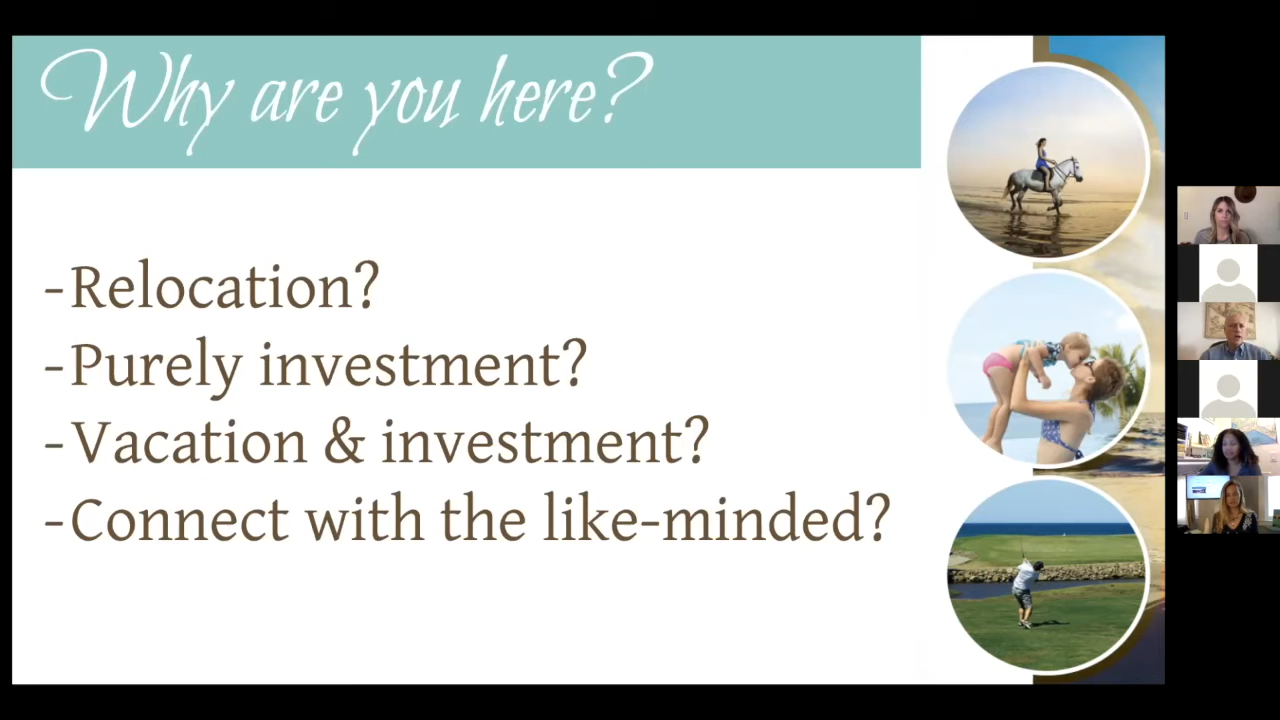 Why are you here?
-Relocation?
-Purely investment?
-Vacation & investment?
-Connect with the like-minded?